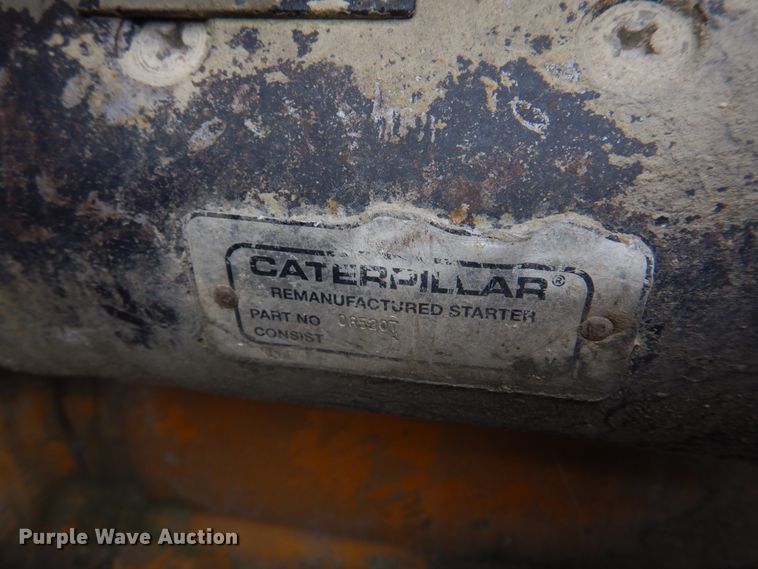 CATERPILLAR®
REMANUFACTURED STARTER
PART NO
CONSIST
Purple Wave Auction